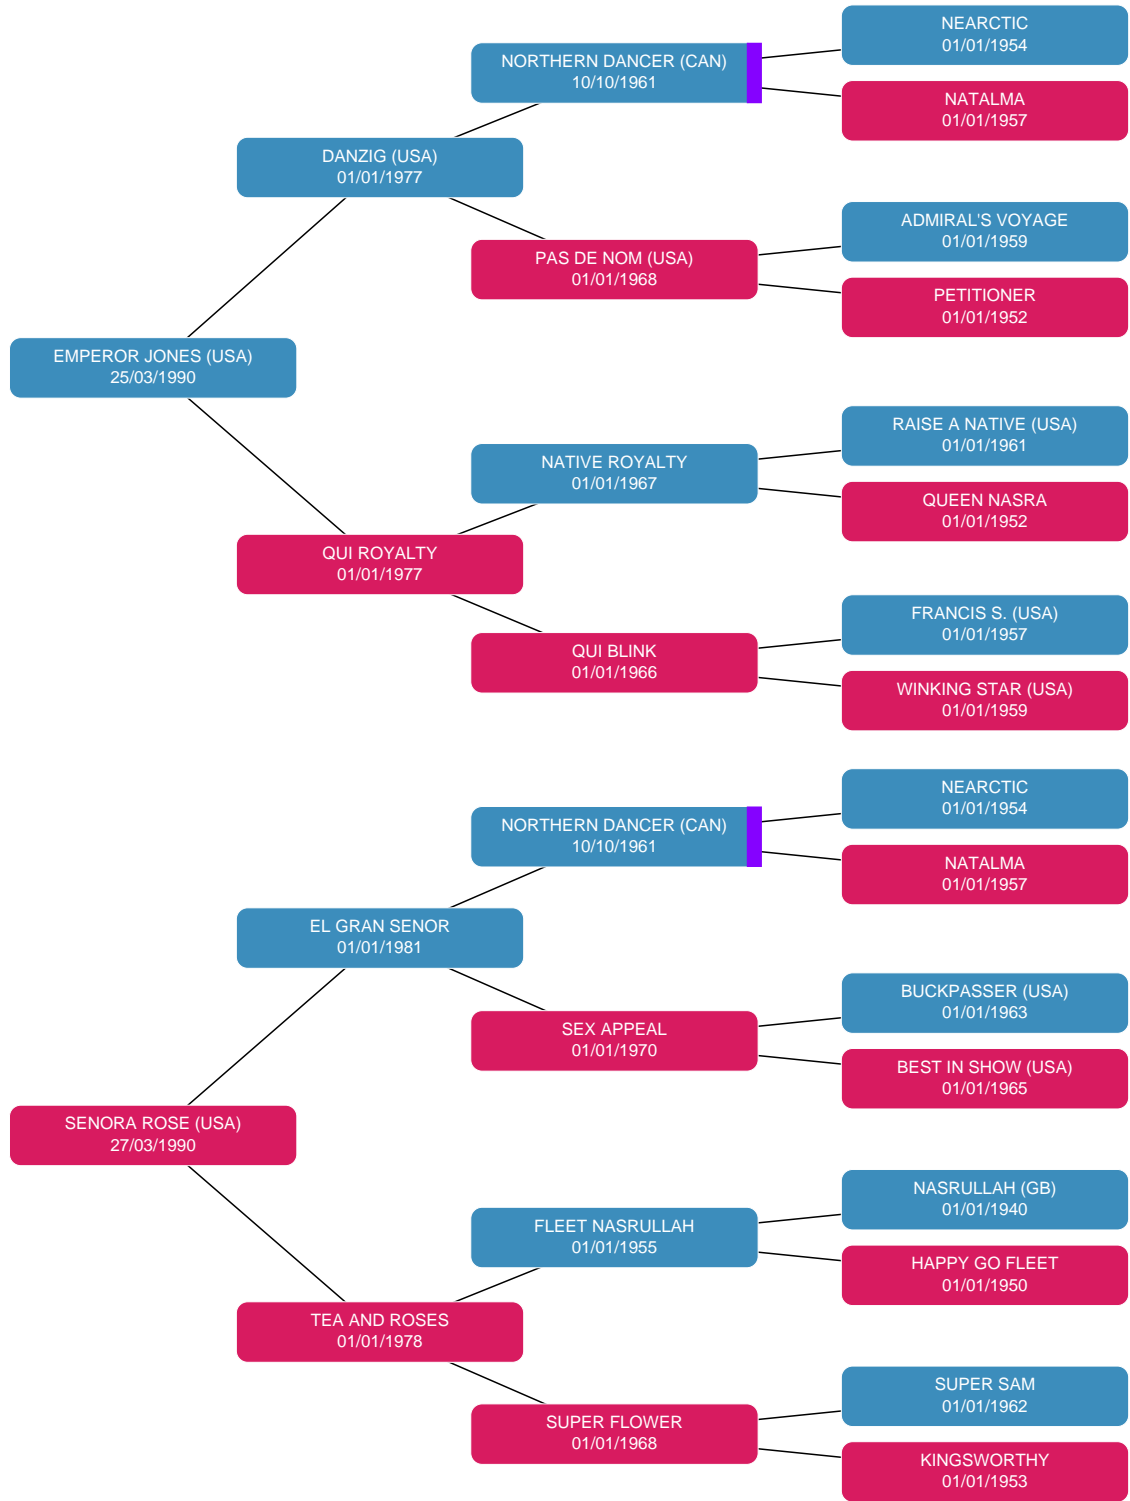 NEARCTIC
01/01/1954
NORTHERN DANCER (CAN)
10/10/1961
NATALMA
01/01/1957
DANZIG (USA)
01/01/1977
ADMIRAL'S VOYAGE
01/01/1959
PAS DE NOM (USA)
01/01/1968
PETITIONER
01/01/1952
EMPEROR JONES (USA)
25/03/1990
RAISE A NATIVE (USA)
01/01/1961
NATIVE ROYALTY
01/01/1967
QUEEN NASRA
01/01/1952
QUI ROYALTY
01/01/1977
FRANCIS S. (USA)
01/01/1957
QUI BLINK
01/01/1966
WINKING STAR (USA)
01/01/1959
NEARCTIC
01/01/1954
NORTHERN DANCER (CAN)
10/10/1961
NATALMA
01/01/1957
EL GRAN SENOR
01/01/1981
BUCKPASSER (USA)
01/01/1963
SEX APPEAL
01/01/1970
BEST IN SHOW (USA)
01/01/1965
SENORA ROSE (USA)
27/03/1990
NASRULLAH (GB)
01/01/1940
FLEET NASRULLAH
01/01/1955
HAPPY GO FLEET
01/01/1950
TEA AND ROSES
01/01/1978
SUPER SAM
01/01/1962
SUPER FLOWER
01/01/1968
KINGSWORTHY
01/01/1953